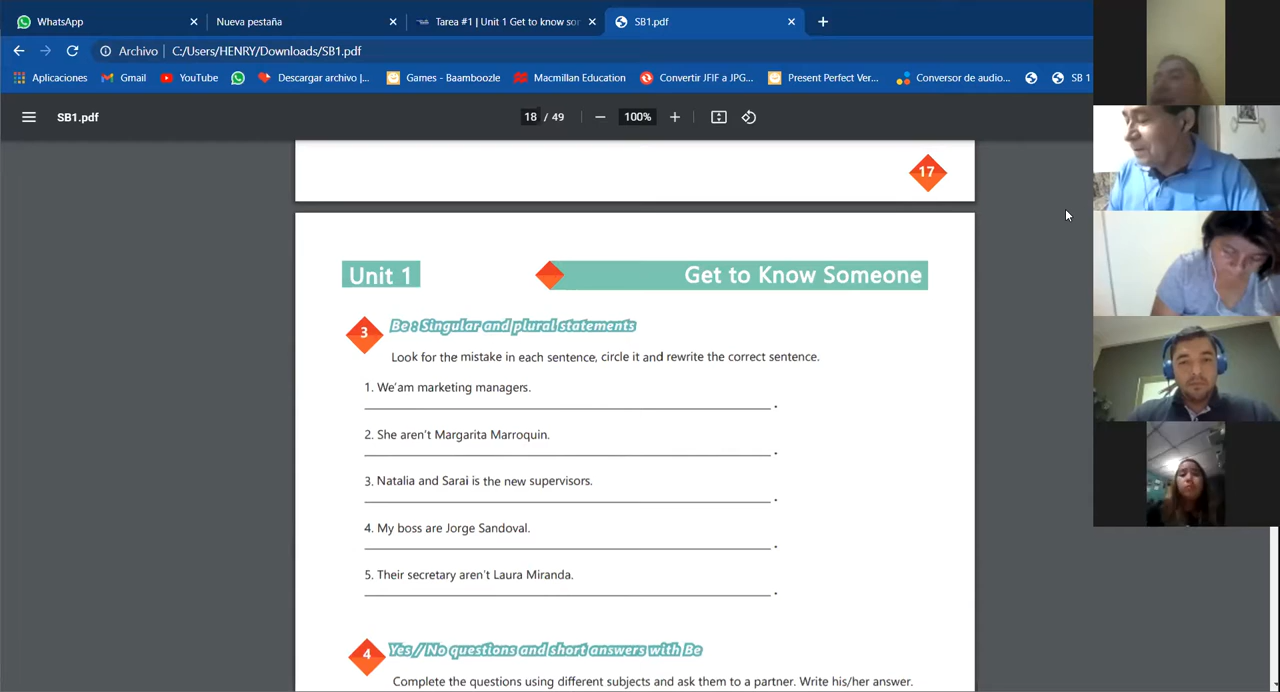 WhatsApp
Nueva pestaña
Tarea #1 | Unit 1 Get to know sor
SB1.pdf
Archivo | C:/Users/HENRY/Downloads/SB1.pdf
Aplicaciones
Gmail
YouTube
Descargar archivo |...
Games - Baamboozle
Macmillan Education
Convertir JFIF a JPG...
Present Perfect Ver...
Conversor de audio...
SB 1
SB1.pdf
18 / 49
100%
17
Unit 1
Get to Know Someone
3
Be : Singular and plural statements
Look for the mistake in each sentence, circle it and rewrite the correct sentence.
1. We'am marketing managers.
2. She aren't Margarita Marroquin.
3. Natalia and Sarai is the new supervisors.
4. My boss are Jorge Sandoval.
5. Their secretary aren't Laura Miranda.
4
Yes / No questions and short answers with Be
Complete the questions using different subjects and ask them to a partner. Write his/her answer.